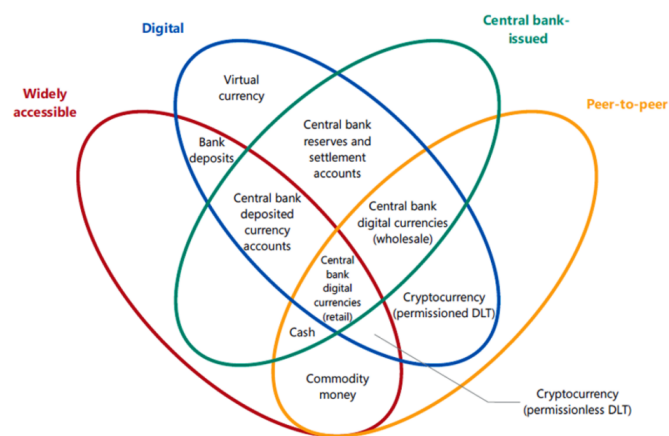 Digital
Central bank-
issued
Widely
accessible
Peer-to-peer
Virtual
currency
Bank
deposits
Central bank
reserves and
settlement
accounts
Central bank
deposited
currency
accounts
Central bank
digital currencies
(wholesale)
Central
bank
digital
currencies
(retail)
Cryptocurrency
(permissioned DLT)
Cash
Commodity
money
Cryptocurrency
(permissionless DLT)